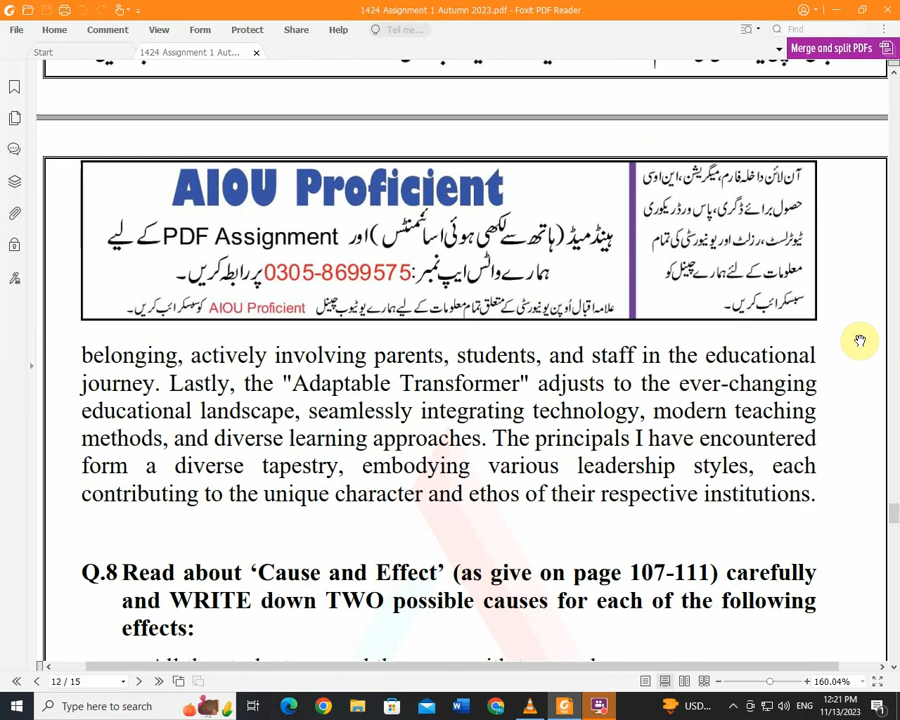 1424 Assignment 1 Autumn 2023.pdf - Foxit PDF Reader
File Home Comment View Form Protect Share Help Tell me... Find
Start 1424 Assignment 1 Aut... Merge and split PDFs
AIOU Proficient
ہینڈ میڈ (ہاتھ سے لکھی ہوئی اسائنمنٹس) اور PDF Assignment کے لیے
ہمارے واٹس ایپ نمبر: 0305-8699575 پر رابطہ کریں۔
علامہ اقبال اوپن یونیورسٹی کے متعلق تمام معلومات کے لیے ہمارے یوٹیوب چینل AIOU Proficient کو سبسکرائب کریں۔
آن لائن داخلہ فارم، میگریشن، این او سی
حصول برائے ڈگری، پاس ورڈ ریکوری
ٹیوٹر لسٹ، رزلٹ اور یونیورسٹی کی تمام
معلومات کے لئے ہمارے چینل کو
سبسکرائب کریں۔
belonging, actively involving parents, students, and staff in the educational
journey. Lastly, the "Adaptable Transformer" adjusts to the ever-changing
educational landscape, seamlessly integrating technology, modern teaching
methods, and diverse learning approaches. The principals I have encountered
form a diverse tapestry, embodying various leadership styles, each
contributing to the unique character and ethos of their respective institutions.
Q.8 Read about ‘Cause and Effect’ (as give on page 107-111) carefully
and WRITE down TWO possible causes for each of the following
effects:
12 / 15 160.04%
Type here to search USD... 12:21 PM
11/13/2023